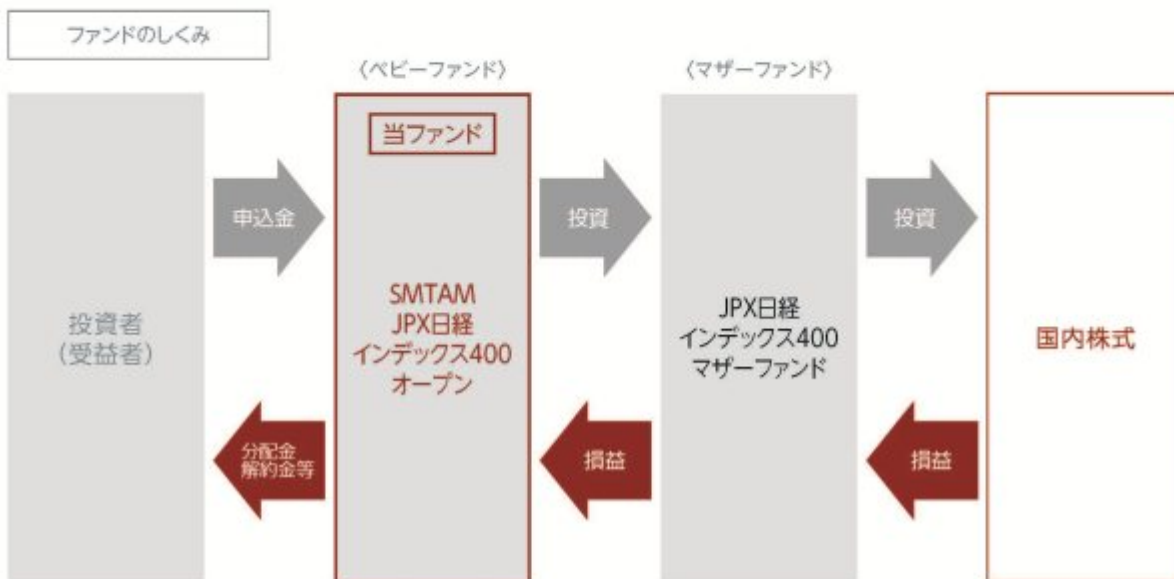 ファンドのしくみ
〈ベビーファンド〉
〈マザーファンド〉
当ファンド
申込金
投資
投資
投資者
(受益者)
SMTAM
JPX日経
インデックス400
オープン
JPX日経
インデックス400
マザーファンド
国内株式
分配金
解約金等
損益
損益